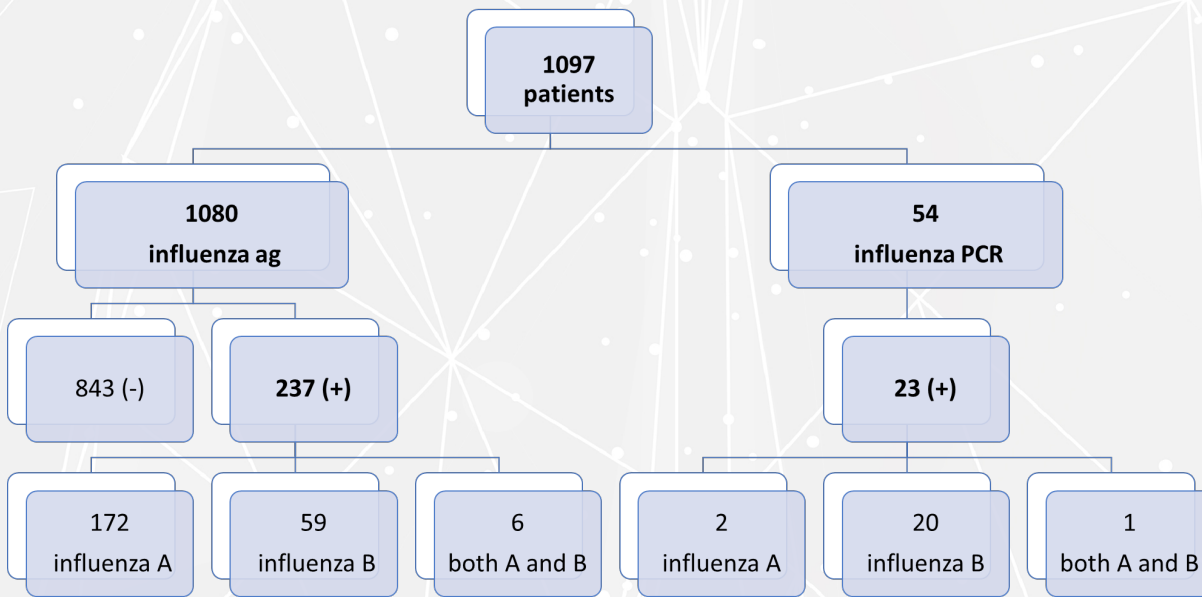 1097
patients
1080
influenza ag
54
influenza PCR
843 (-)
237 (+)
23 (+)
172
influenza A
59
influenza B
6
both A and B
2
influenza A
20
influenza B
1
both A and B